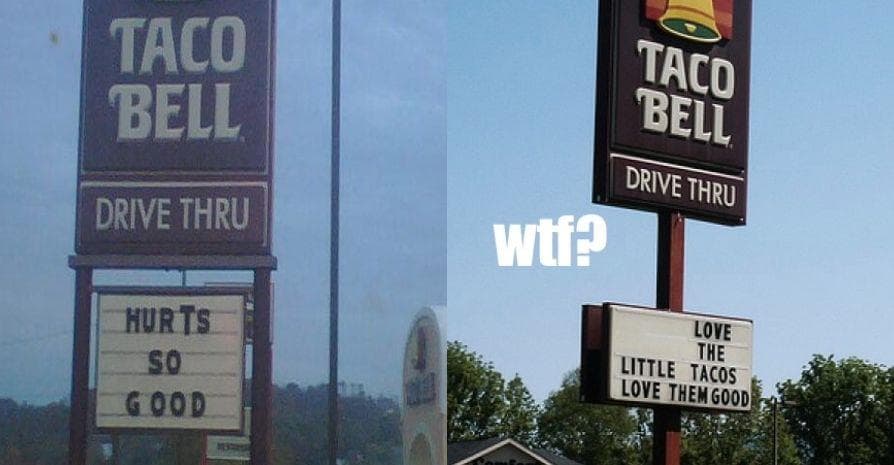 TACO
BELL
DRIVE THRU
HURTS
SO
GOOD
TACO
BELL
DRIVE THRU
wtf?
LOVE
THE
LITTLE TACOS
LOVE THEM GOOD